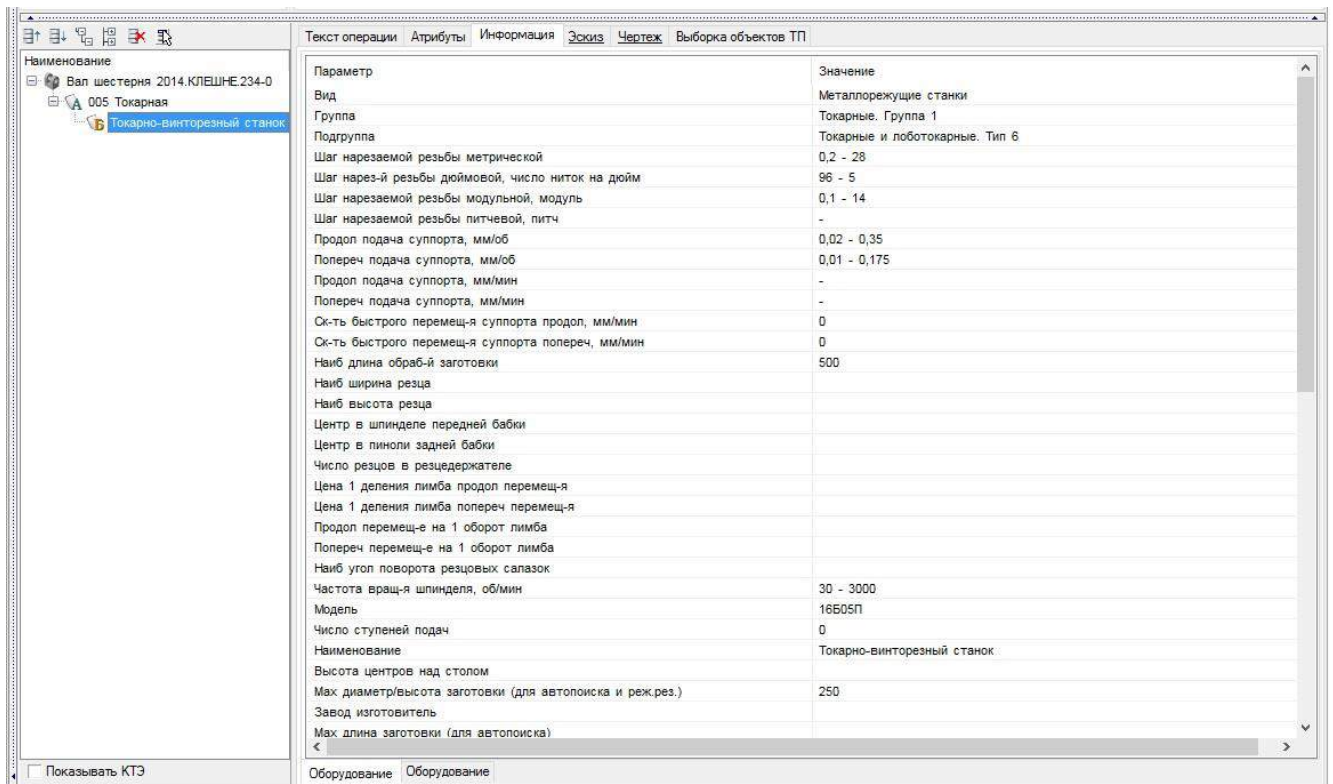 Текст операции Атрибуты Информация Эскиз Чертеж Выборка объектов ТП
Наименование
Вал шестерня 2014.КЛЕШНЕ.234-0
А 005 Токарная
Б Токарно-винторезный станок
Параметр Значение
Вид Металлорежущие станки
Группа Токарные. Группа 1
Подгруппа Токарные и лоботокарные. Тип 6
Шаг нарезаемой резьбы метрической 0,2 - 28
Шаг нарез-й резьбы дюймовой, число ниток на дюйм 96 - 5
Шаг нарезаемой резьбы модульной, модуль 0,1 - 14
Шаг нарезаемой резьбы питчевой, питч -
Продол подача суппорта, мм/об 0,02 - 0,35
Попереч подача суппорта, мм/об 0,01 - 0,175
Продол подача суппорта, мм/мин -
Попереч подача суппорта, мм/мин -
Ск-ть быстрого перемещ-я суппорта продол, мм/мин 0
Ск-ть быстрого перемещ-я суппорта попереч, мм/мин 0
Наиб длина обраб-й заготовки 500
Наиб ширина резца
Наиб высота резца
Центр в шпинделе передней бабки
Центр в пиноли задней бабки
Число резцов в резцедержателе
Цена 1 деления лимба продол перемещ-я
Цена 1 деления лимба попереч перемещ-я
Продол перемещ-е на 1 оборот лимба
Попереч перемещ-е на 1 оборот лимба
Наиб угол поворота резцовых салазок
Частота вращ-я шпинделя, об/мин 30 - 3000
Модель 16Б05П
Число ступеней подач 0
Наименование Токарно-винторезный станок
Высота центров над столом
Мах диаметр/высота заготовки (для автопоиска и реж.рез.) 250
Завод изготовитель
Мах длина заготовки (для автопоиска)
Показывать КТЭ
Оборудование Оборудование